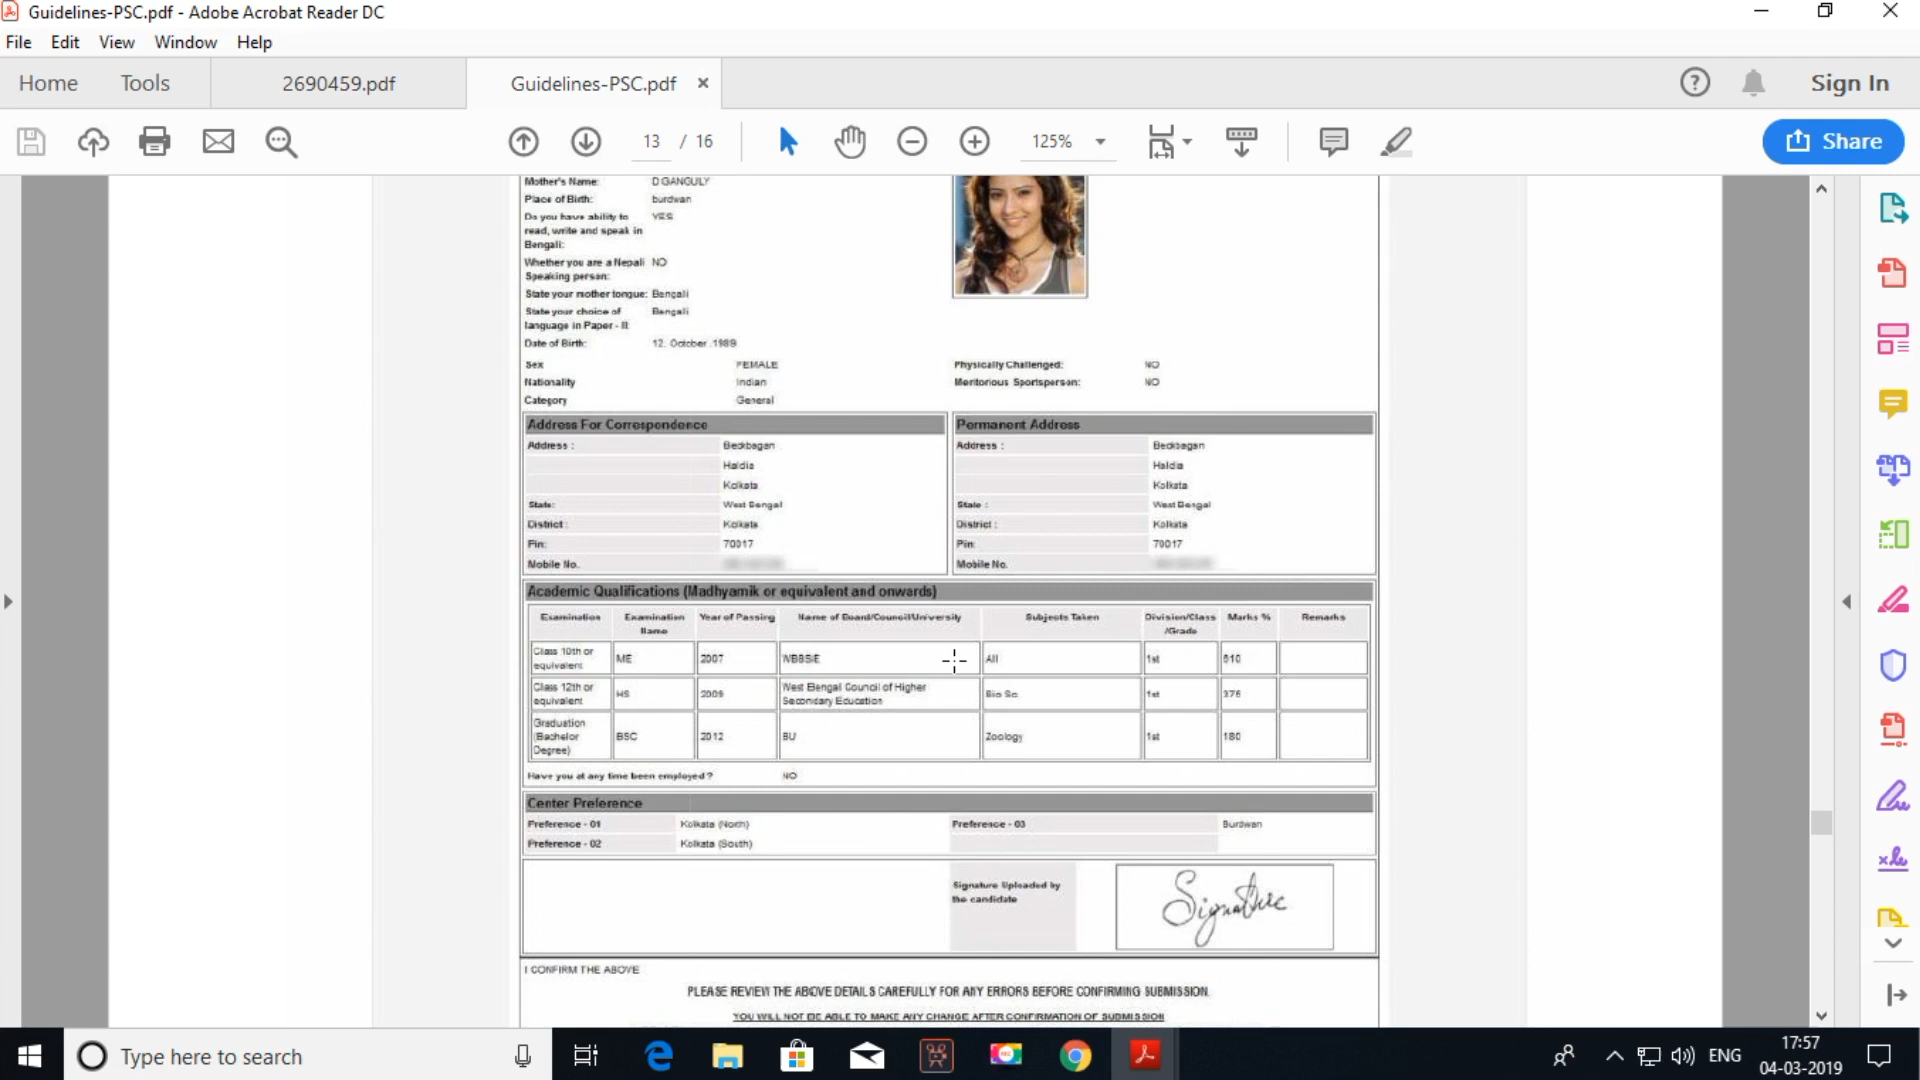 Guidelines-PSC.pdf - Adobe Acrobat Reader DC
File Edit View Window Help
Home Tools 2690459.pdf Guidelines-PSC.pdf × Sign In
13 / 16 125% Share
Mother's Name: D GANGULY
Place of Birth: burdwan
Do you have ability to YES
read, write and speak in
Bengali:
Whether you are a Nepali NO
Speaking person:
State your mother tongue: Bengali
State your choice of Bengali
language in Paper - II:
Date of Birth: 12, October ,1989
Sex FEMALE Physically Challenged: NO
Nationality Indian Meritorious Sportsperson: NO
Category General
Address For Correspondence Permanent Address
Address : Beckbagan Address : Beckbagan
Haldia Haldia
Kolkata Kolkata
State: West Bengal State : West Bengal
District : Kolkata District : Kolkata
Pin: 70017 Pin: 70017
Mobile No. Mobile No.
Academic Qualifications (Madhyamik or equivalent and onwards)
Examination Examination Year of Passing Name of Board/Council/University Subjects Taken Division/Class Marks % Remarks
Name /Grade
Class 10th or
equivalent ME 2007 WBBSE All 1st 610
Class 12th or West Bengal Council of Higher
equivalent HS 2009 Secondary Education Bio Sc. 1st 376
Graduation
(Bachelor BSC 2012 BU Zoology 1st 180
Degree)
Have you at any time been employed ? NO
Center Preference
Preference - 01 Kolkata (North) Preference - 03 Burdwan
Preference - 02 Kolkata (South)
Signature Uploaded by
the candidate
Signature
I CONFIRM THE ABOVE
PLEASE REVIEW THE ABOVE DETAILS CAREFULLY FOR ANY ERRORS BEFORE CONFIRMING SUBMISSION.
YOU WILL NOT BE ABLE TO MAKE ANY CHANGE AFTER CONFIRMATION OF SUBMISSION
Type here to search
ENG
17:57
04-03-2019